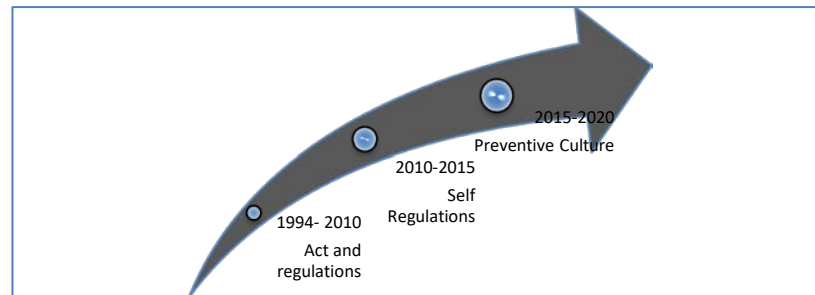 1994- 2010
Act and
regulations
2010-2015
Self
Regulations
2015-2020
Preventive Culture